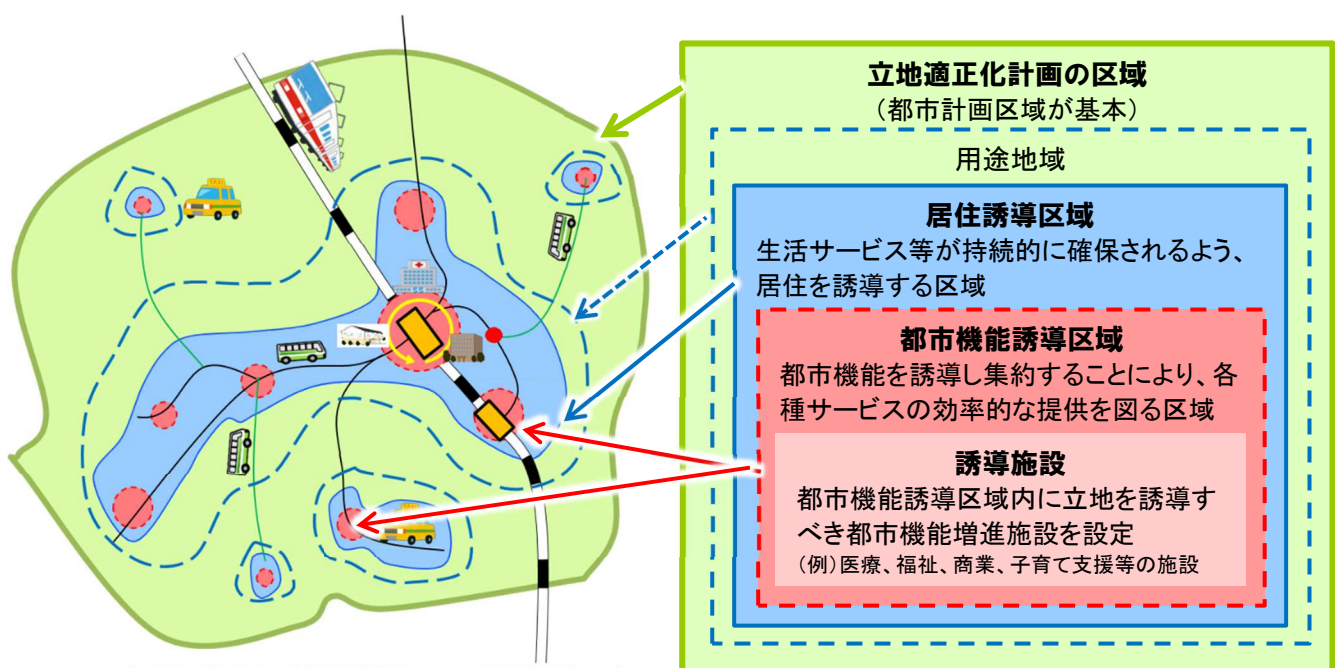 立地適正化計画の区域
(都市計画区域が基本)
用途地域
居住誘導区域
生活サービス等が持続的に確保されるよう、
居住を誘導する区域
都市機能誘導区域
都市機能を誘導し集約することにより、各
種サービスの効率的な提供を図る区域
誘導施設
都市機能誘導区域内に立地を誘導す
べき都市機能増進施設を設定
(例)医療、福祉、商業、子育て支援等の施設
TAXI